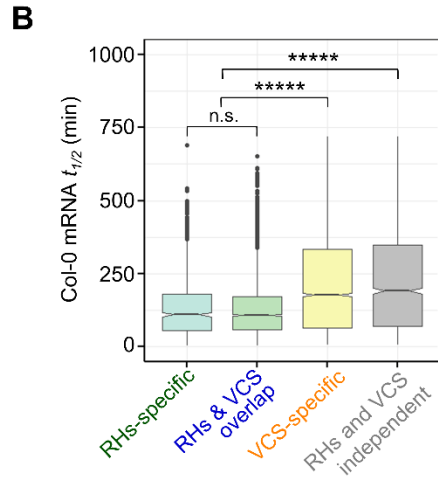 B
Col-0 mRNA t1/2 (min)
1000
750
500
250
0
*****
*****
n.s.
RHs-specific
RHs & VCS
overlap
VCS-specific
RHs and VCS
independent